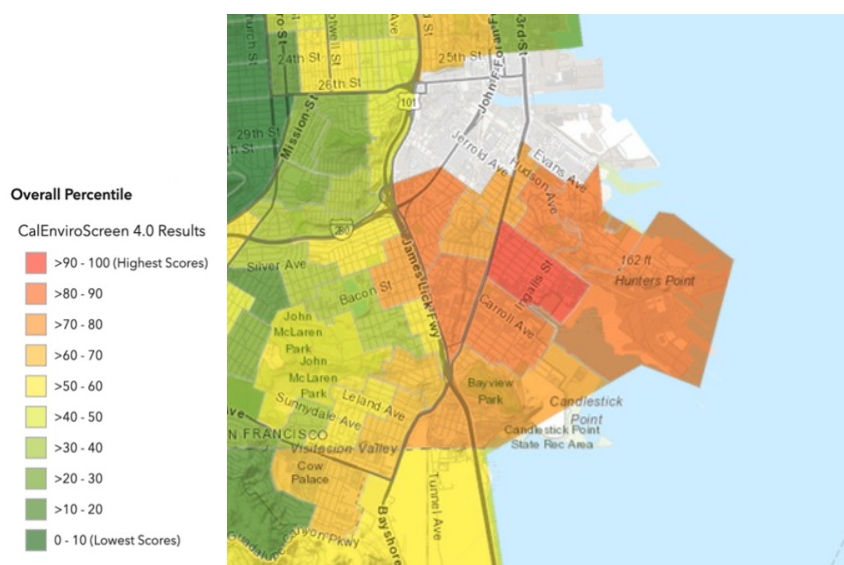 Overall Percentile
CalEnviroScreen 4.0 Results
>90 - 100 (Highest Scores)
>80 - 90
>70 - 80
>60 - 70
>50 - 60
>40 - 50
>30 - 40
>20 - 30
>10 - 20
0 - 10 (Lowest Scores)
3rd St
24th St
25th St
26th St
101
John F Fo
Mission St
29th St
Jerrold Ave
Evans Ave
Hudson Ave
280
Silver Ave
James Lick Fwy
162 ft
Hunters Point
Ingalls St
Bacon St
Carroll Ave
John
McLaren
Park
John
McLaren
Park
Bayview
Park
Leland Ave
Sunnydale Ave
Candlestick
Point
Candlestick Point
State Rec Area
N FRANCISCO
Visitacion Valley
Cow
Palace
Tunnel Ave
Bayshore